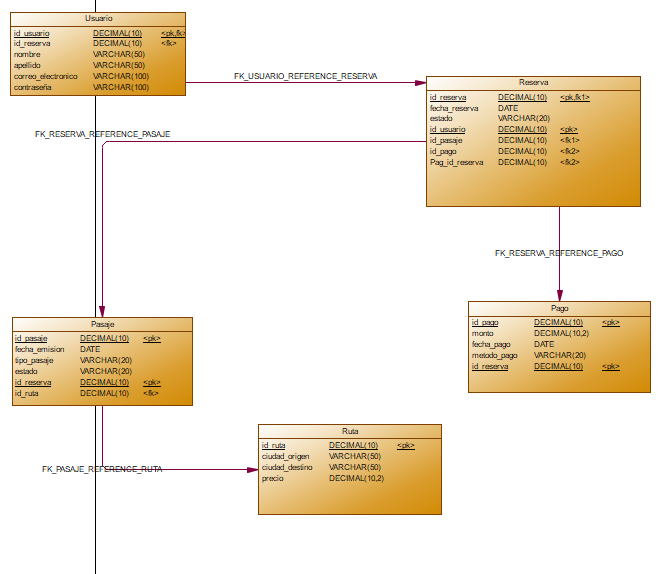 Usuario
id_usuario DECIMAL(10) <pk,fk>
id_reserva DECIMAL(10) <fk>
nombre VARCHAR(50)
apellido VARCHAR(50)
correo_electronico VARCHAR(100)
contraseña VARCHAR(100)
FK_USUARIO_REFERENCE_RESERVA
Reserva
id_reserva DECIMAL(10) <pk,fk1>
fecha_reserva DATE
estado VARCHAR(20)
id_usuario DECIMAL(10) <pk>
id_pasaje DECIMAL(10) <fk1>
id_pago DECIMAL(10) <fk2>
Pag_id_reserva DECIMAL(10) <fk2>
FK_RESERVA_REFERENCE_PASAJE
FK_RESERVA_REFERENCE_PAGO
Pasaje
id_pasaje DECIMAL(10) <pk>
fecha_emision DATE
tipo_pasaje VARCHAR(20)
estado VARCHAR(20)
id_reserva DECIMAL(10) <pk>
id_ruta DECIMAL(10) <fk>
Pago
id_pago DECIMAL(10) <pk>
monto DECIMAL(10,2)
fecha_pago DATE
metodo_pago VARCHAR(20)
id_reserva DECIMAL(10) <pk>
FK_PASAJE_REFERENCE_RUTA
Ruta
id_ruta DECIMAL(10) <pk>
ciudad_origen VARCHAR(50)
ciudad_destino VARCHAR(50)
precio DECIMAL(10,2)